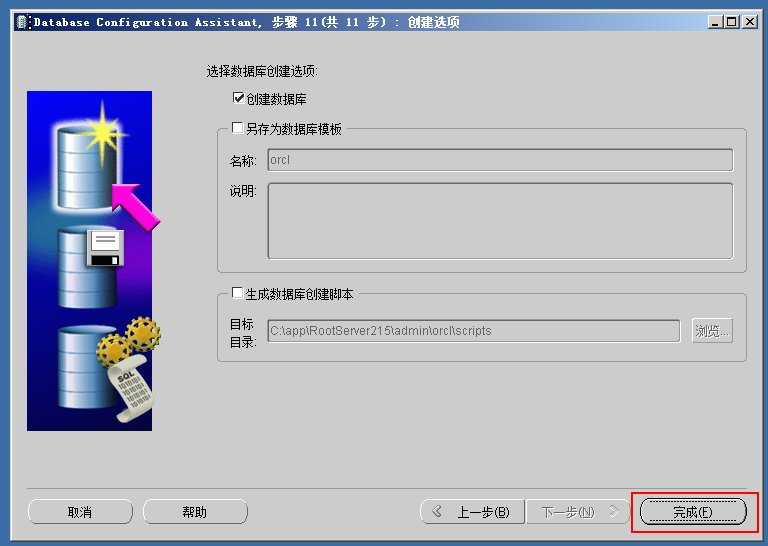 Database Configuration Assistant, 步骤 11(共 11 步) : 创建选项
选择数据库创建选项:
创建数据库
另存为数据库模板
名称: orcl
说明:
生成数据库创建脚本
目标
目录: C:\app\RootServer215\admin\orcl\scripts 浏览...
SQL
1010101
取消 帮助 上一步(B) 下一步(N) 完成(F)